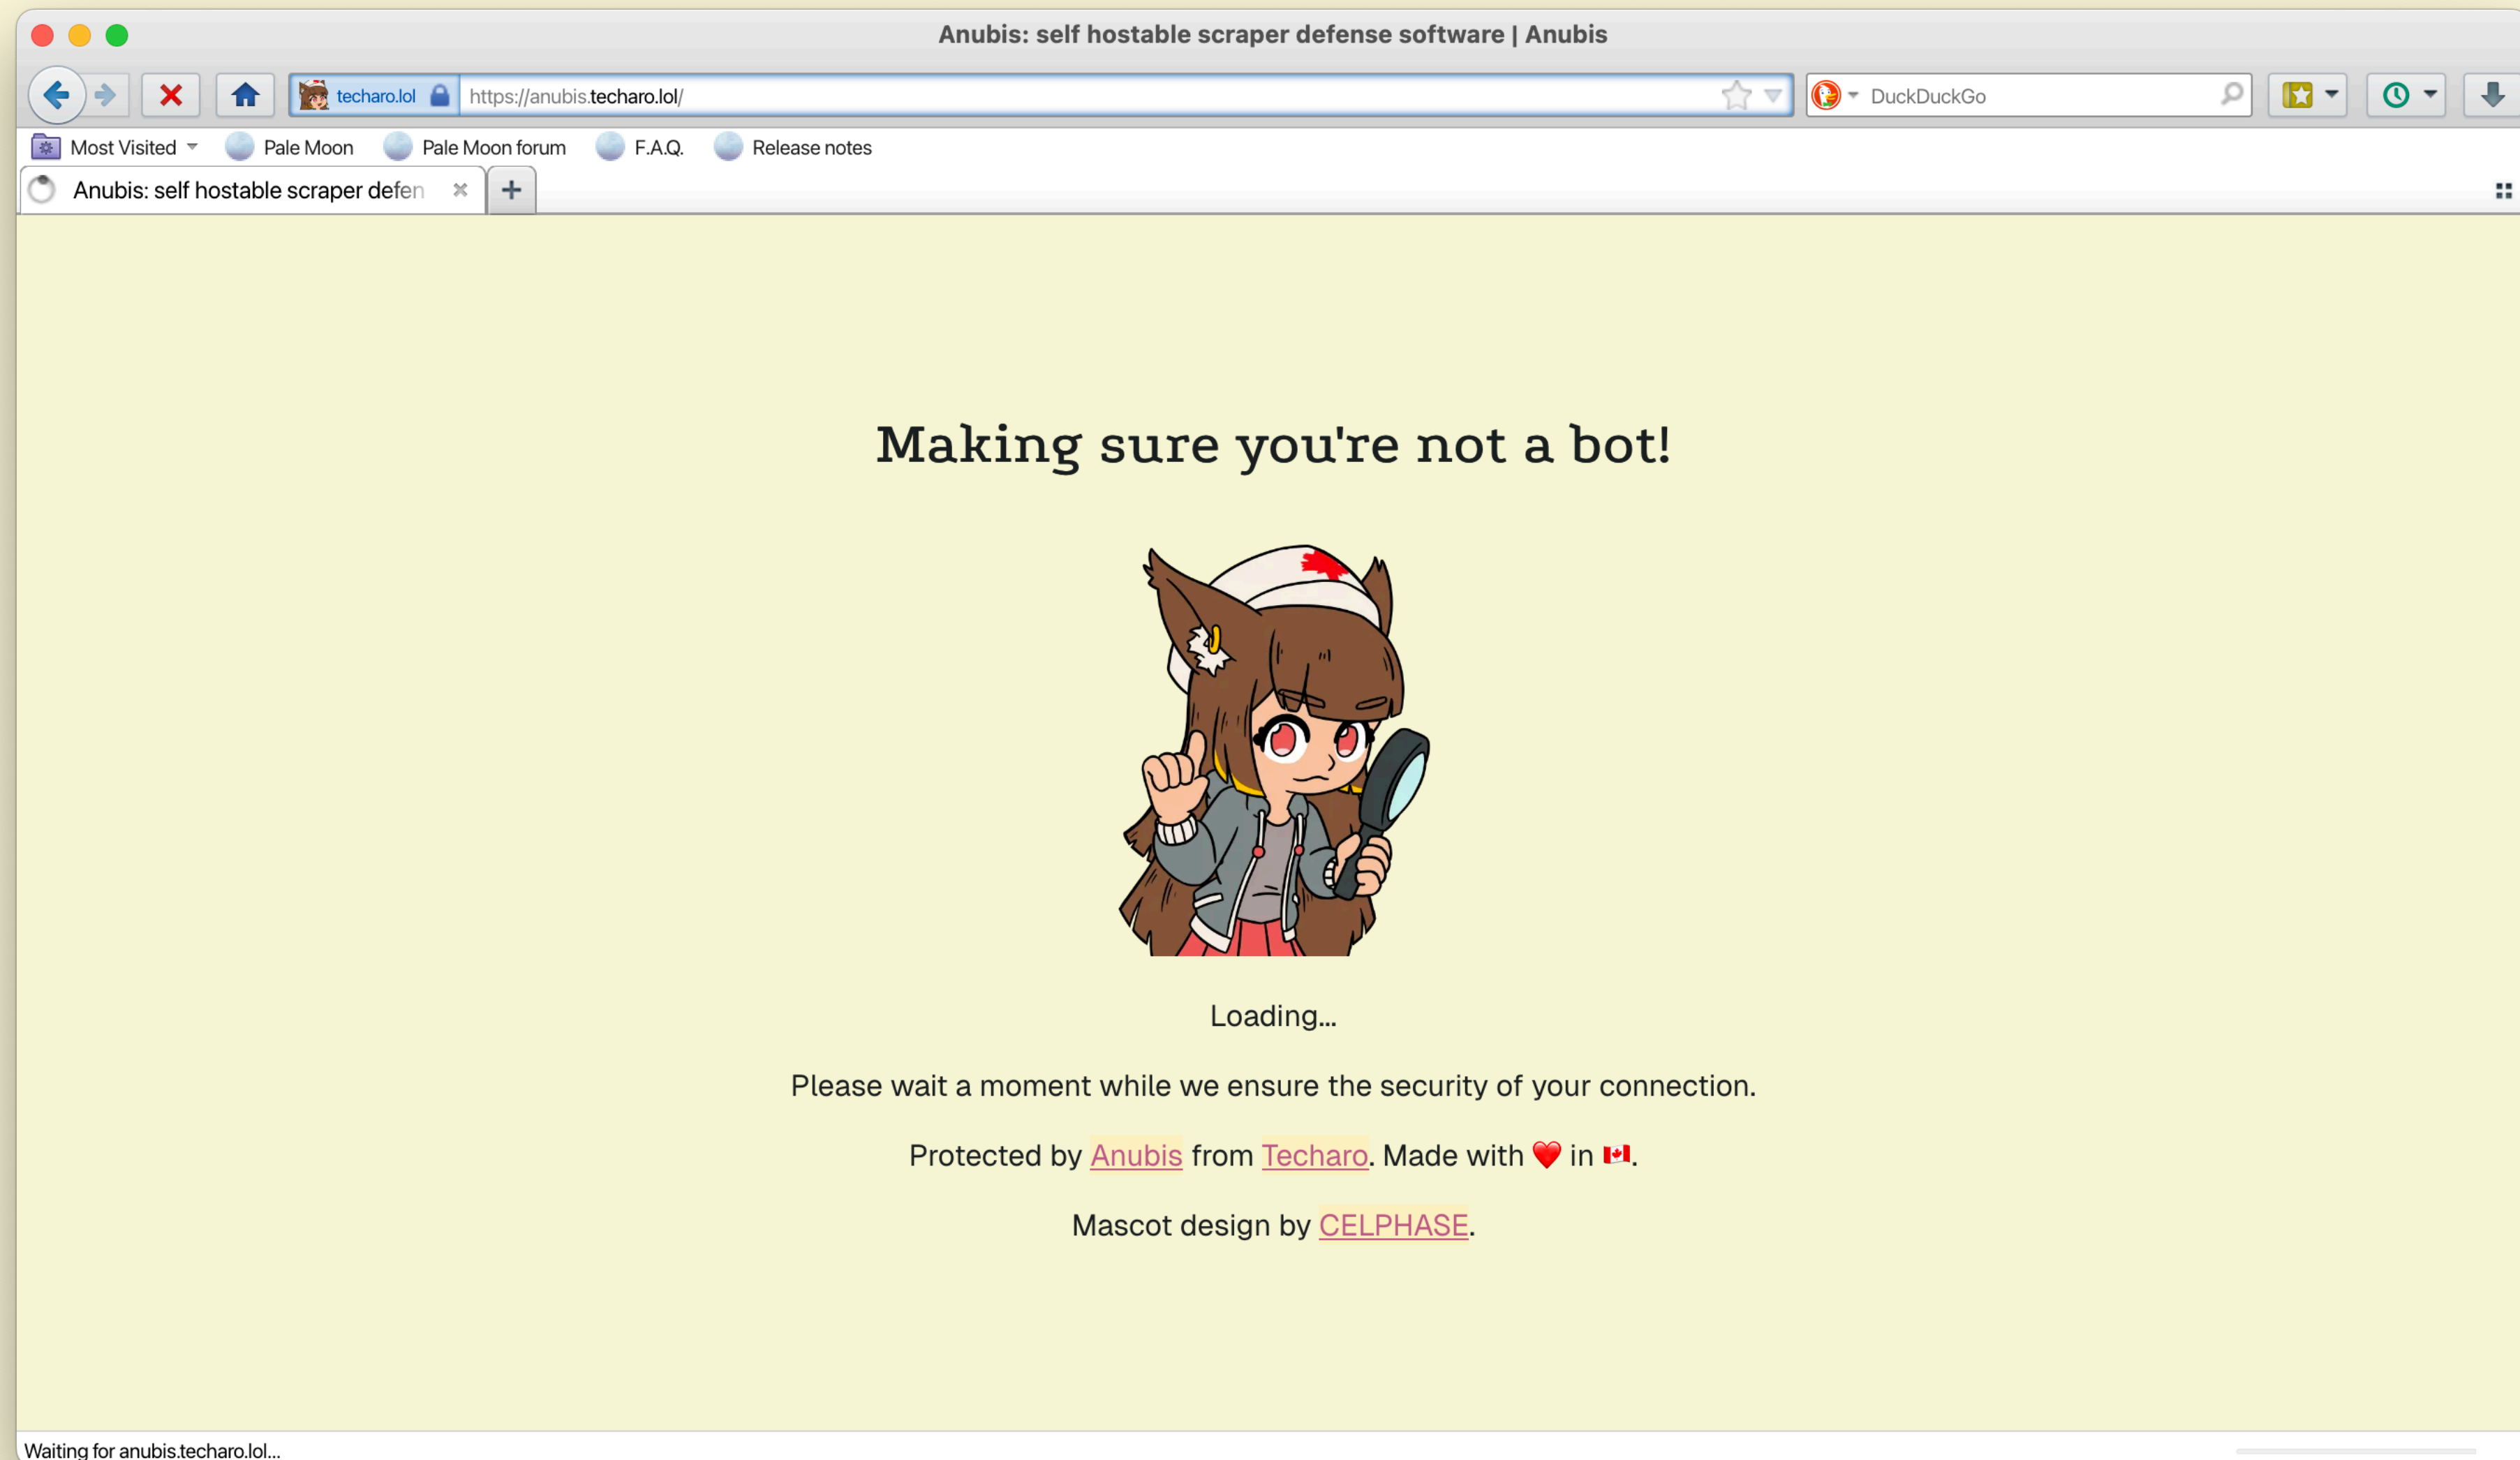 Anubis: self hostable scraper defense software | Anubis
techaro.lol https://anubis.techaro.lol/ DuckDuckGo
Most Visited Pale Moon Pale Moon forum F.A.Q. Release notes
Anubis: self hostable scraper defen
Making sure you're not a bot!
Loading...
Please wait a moment while we ensure the security of your connection.
Protected by Anubis from Techaro. Made with ❤️ in 🇨🇦.
Mascot design by CELPHASE.
Waiting for anubis.techaro.lol...